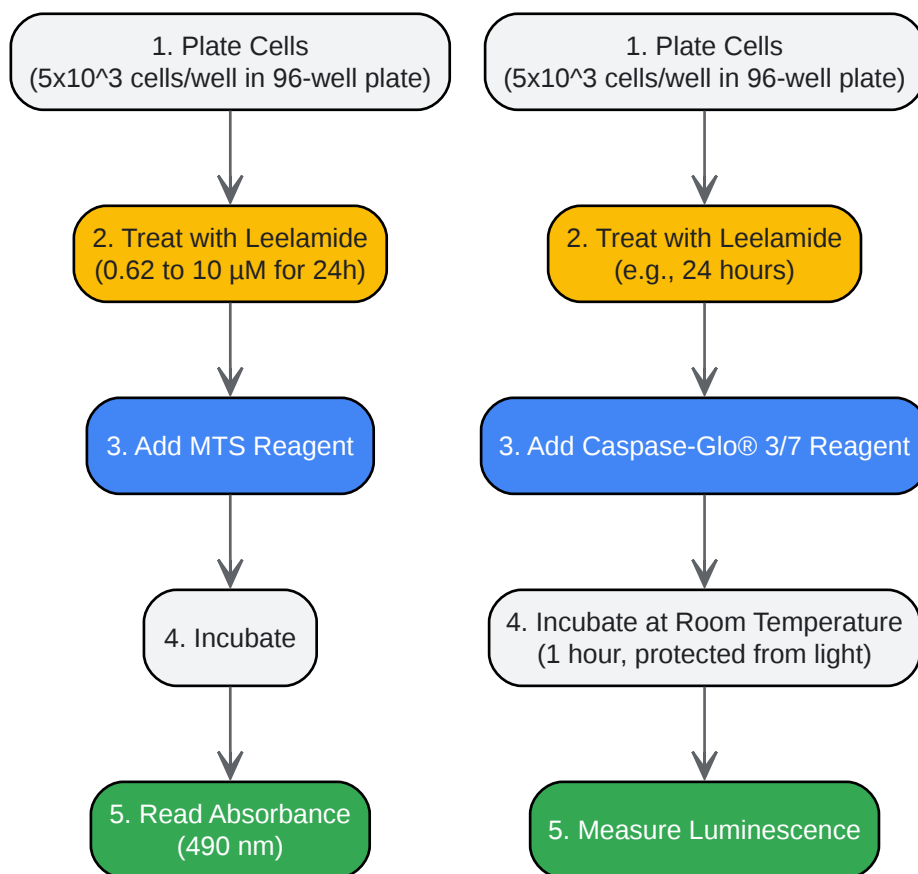 1. Plate Cells
(5x10^3 cells/well in 96-well plate)
2. Treat with Leelamide
(0.62 to 10 µM for 24h)
3. Add MTS Reagent
4. Incubate
5. Read Absorbance
(490 nm)
1. Plate Cells
(5x10^3 cells/well in 96-well plate)
2. Treat with Leelamide
(e.g., 24 hours)
3. Add Caspase-Glo® 3/7 Reagent
4. Incubate at Room Temperature
(1 hour, protected from light)
5. Measure Luminescence